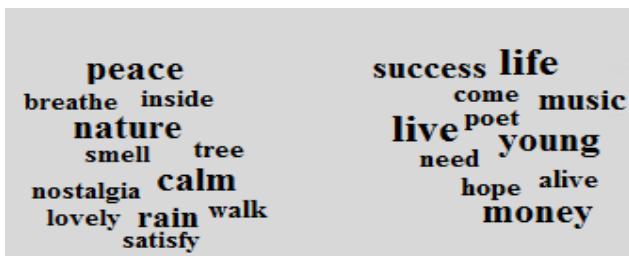 peace
breathe inside
nature
smell tree
nostalgia calm
lovely rain walk
satisfy
success life
come music
live poet young
need
hope alive
money